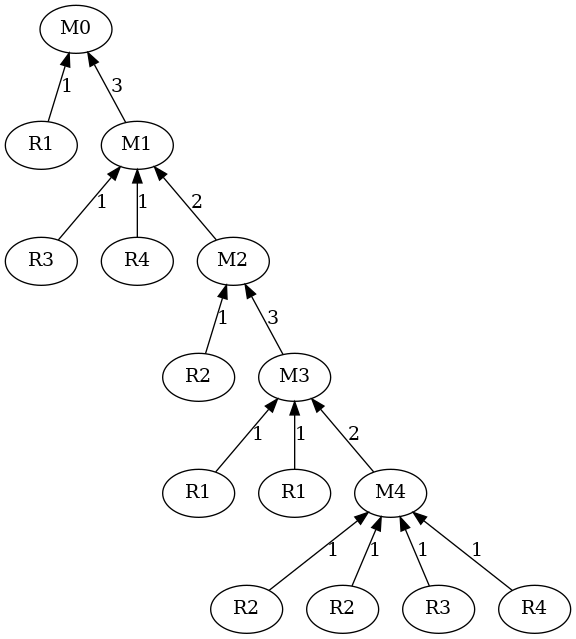 M0
1 3
R1 M1
1 1 2
R3 R4 M2
1 3
R2 M3
1 1 2
R1 R1 M4
1 1 1 1
R2 R2 R3 R4